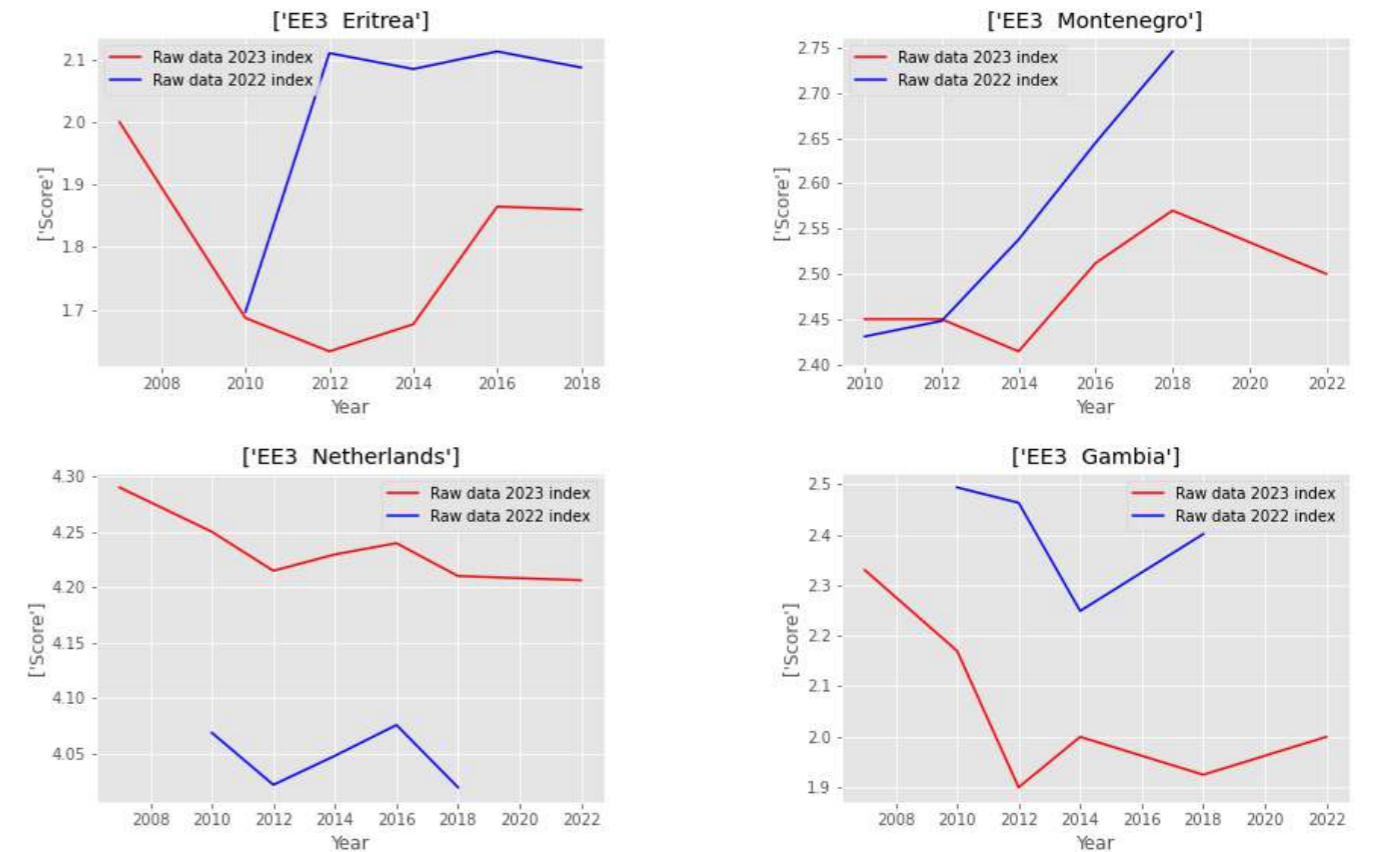 ['EE3 Eritrea']
Raw data 2023 index
Raw data 2022 index
2.1
2.0
1.9
1.8
1.7
['Score']
2008 2010 2012 2014 2016 2018
Year
['EE3 Montenegro']
Raw data 2023 index
Raw data 2022 index
2.75
2.70
2.65
2.60
2.55
2.50
2.45
2.40
['Score']
2010 2012 2014 2016 2018 2020 2022
Year
['EE3 Netherlands']
Raw data 2023 index
Raw data 2022 index
4.30
4.25
4.20
4.15
4.10
4.05
['Score']
2008 2010 2012 2014 2016 2018 2020 2022
Year
['EE3 Gambia']
Raw data 2023 index
Raw data 2022 index
2.5
2.4
2.3
2.2
2.1
2.0
1.9
['Score']
2008 2010 2012 2014 2016 2018 2020 2022
Year